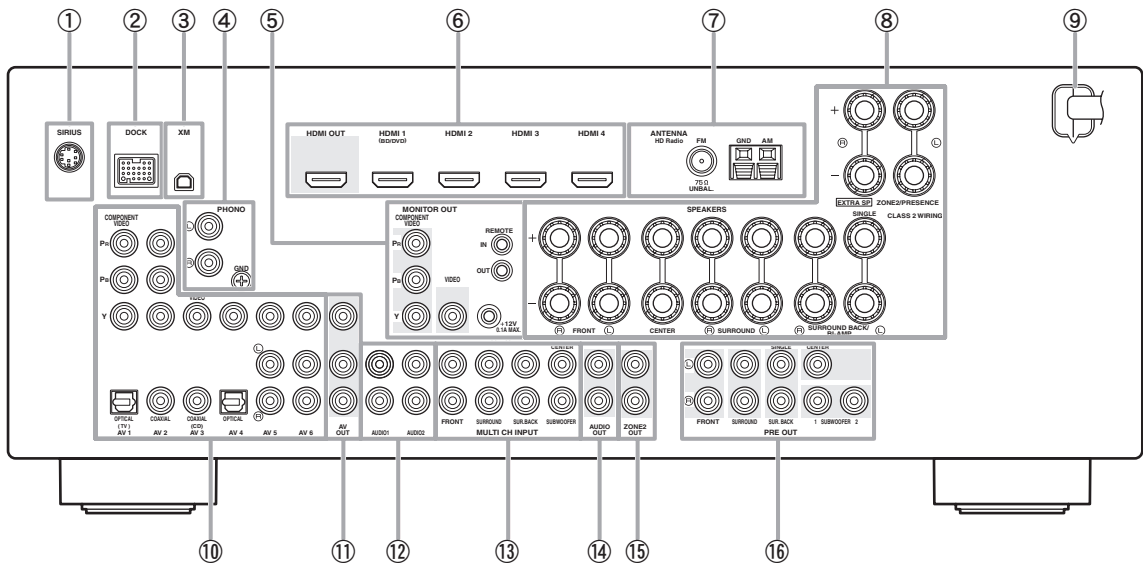 ① ② ③ ④ ⑤ ⑥ ⑦ ⑧ ⑨
SIRIUS
DOCK
XM
PHONO
L
R
GND
HDMI OUT
HDMI 1
(BD/DVD)
HDMI 2
HDMI 3
HDMI 4
ANTENNA
HD Radio FM
GND AM
75Ω
UNBAL.
+
R L
–
EXTRA SP
ZONE2/PRESENCE
CLASS 2 WIRING
COMPONENT
VIDEO
PR
PB
Y
VIDEO
L
R
OPTICAL
(TV)
AV 1
COAXIAL
AV 2
COAXIAL
(CD)
AV 3
OPTICAL
AV 4
AV 5
AV 6
AV
OUT
MONITOR OUT
COMPONENT
VIDEO
PR
PB
Y
VIDEO
REMOTE
IN
OUT
+12V
0.1A MAX.
SPEAKERS
SINGLE
+
–
R FRONT L
CENTER
R SURROUND L
R SURROUND BACK/
BI-AMP L
AUDIO1
AUDIO2
CENTER
FRONT
SURROUND
SUR.BACK
SUBWOOFER
MULTI CH INPUT
AUDIO
OUT
ZONE2
OUT
SINGLE
CENTER
L
R
FRONT
SURROUND
SUR.BACK
1 SUBWOOFER 2
PRE OUT
⑩ ⑪ ⑫ ⑬ ⑭ ⑮ ⑯